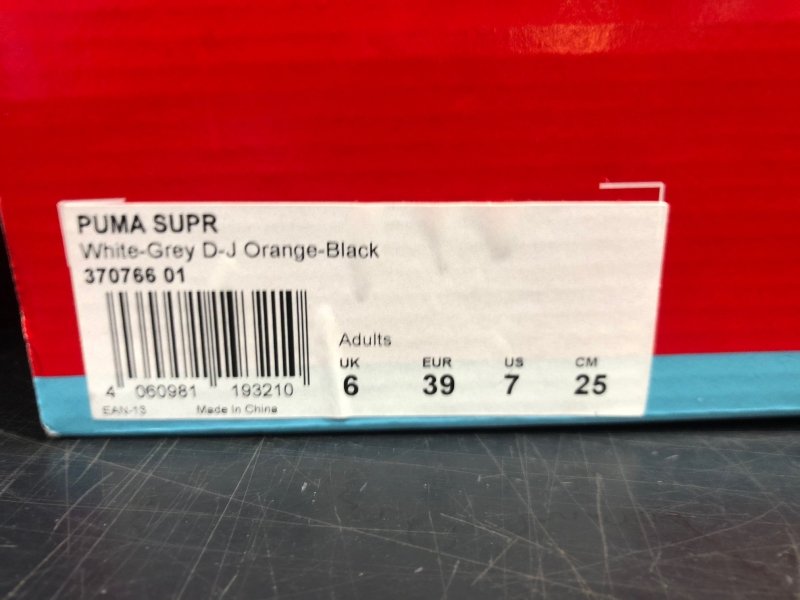 PUMA SUPR
White-Grey D-J Orange-Black
370766 01
4 060981 193210
EAN-13 Made in China
Adults
UK EUR US CM
6 39 7 25